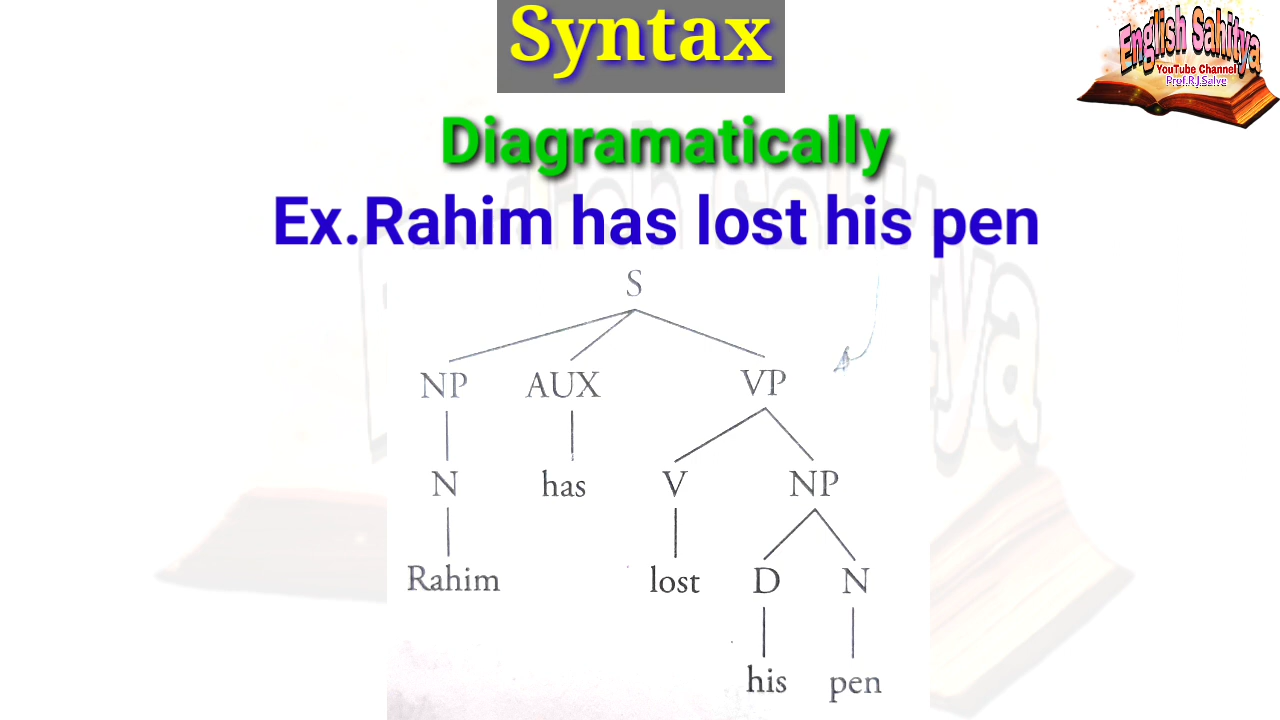 Syntax
English Sahitya
YouTube Channel
Prof.R.J.Salve
Diagramatically
Ex.Rahim has lost his pen
S
NP AUX VP
N has V NP
Rahim lost D N
his pen